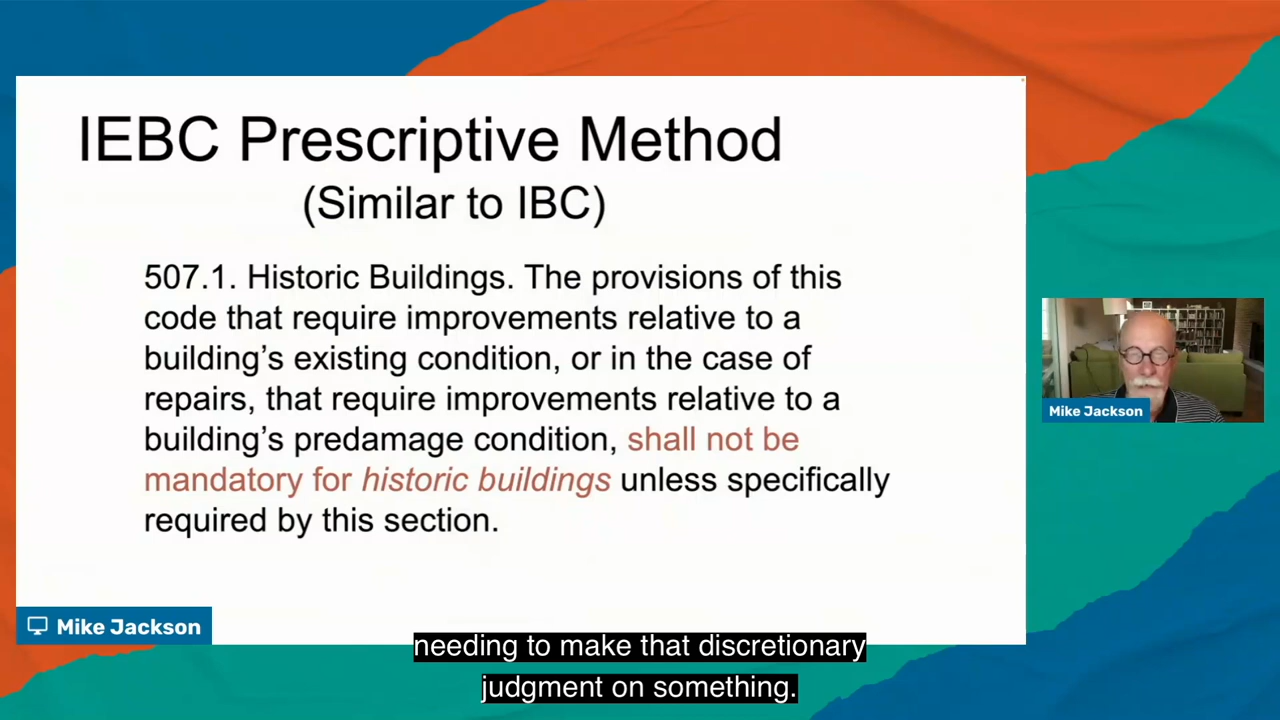 IEBC Prescriptive Method
(Similar to IBC)
507.1. Historic Buildings. The provisions of this
code that require improvements relative to a
building’s existing condition, or in the case of
repairs, that require improvements relative to a
building’s predamage condition, shall not be
mandatory for historic buildings unless specifically
required by this section.
Mike Jackson
Mike Jackson
needing to make that discretionary
judgment on something.